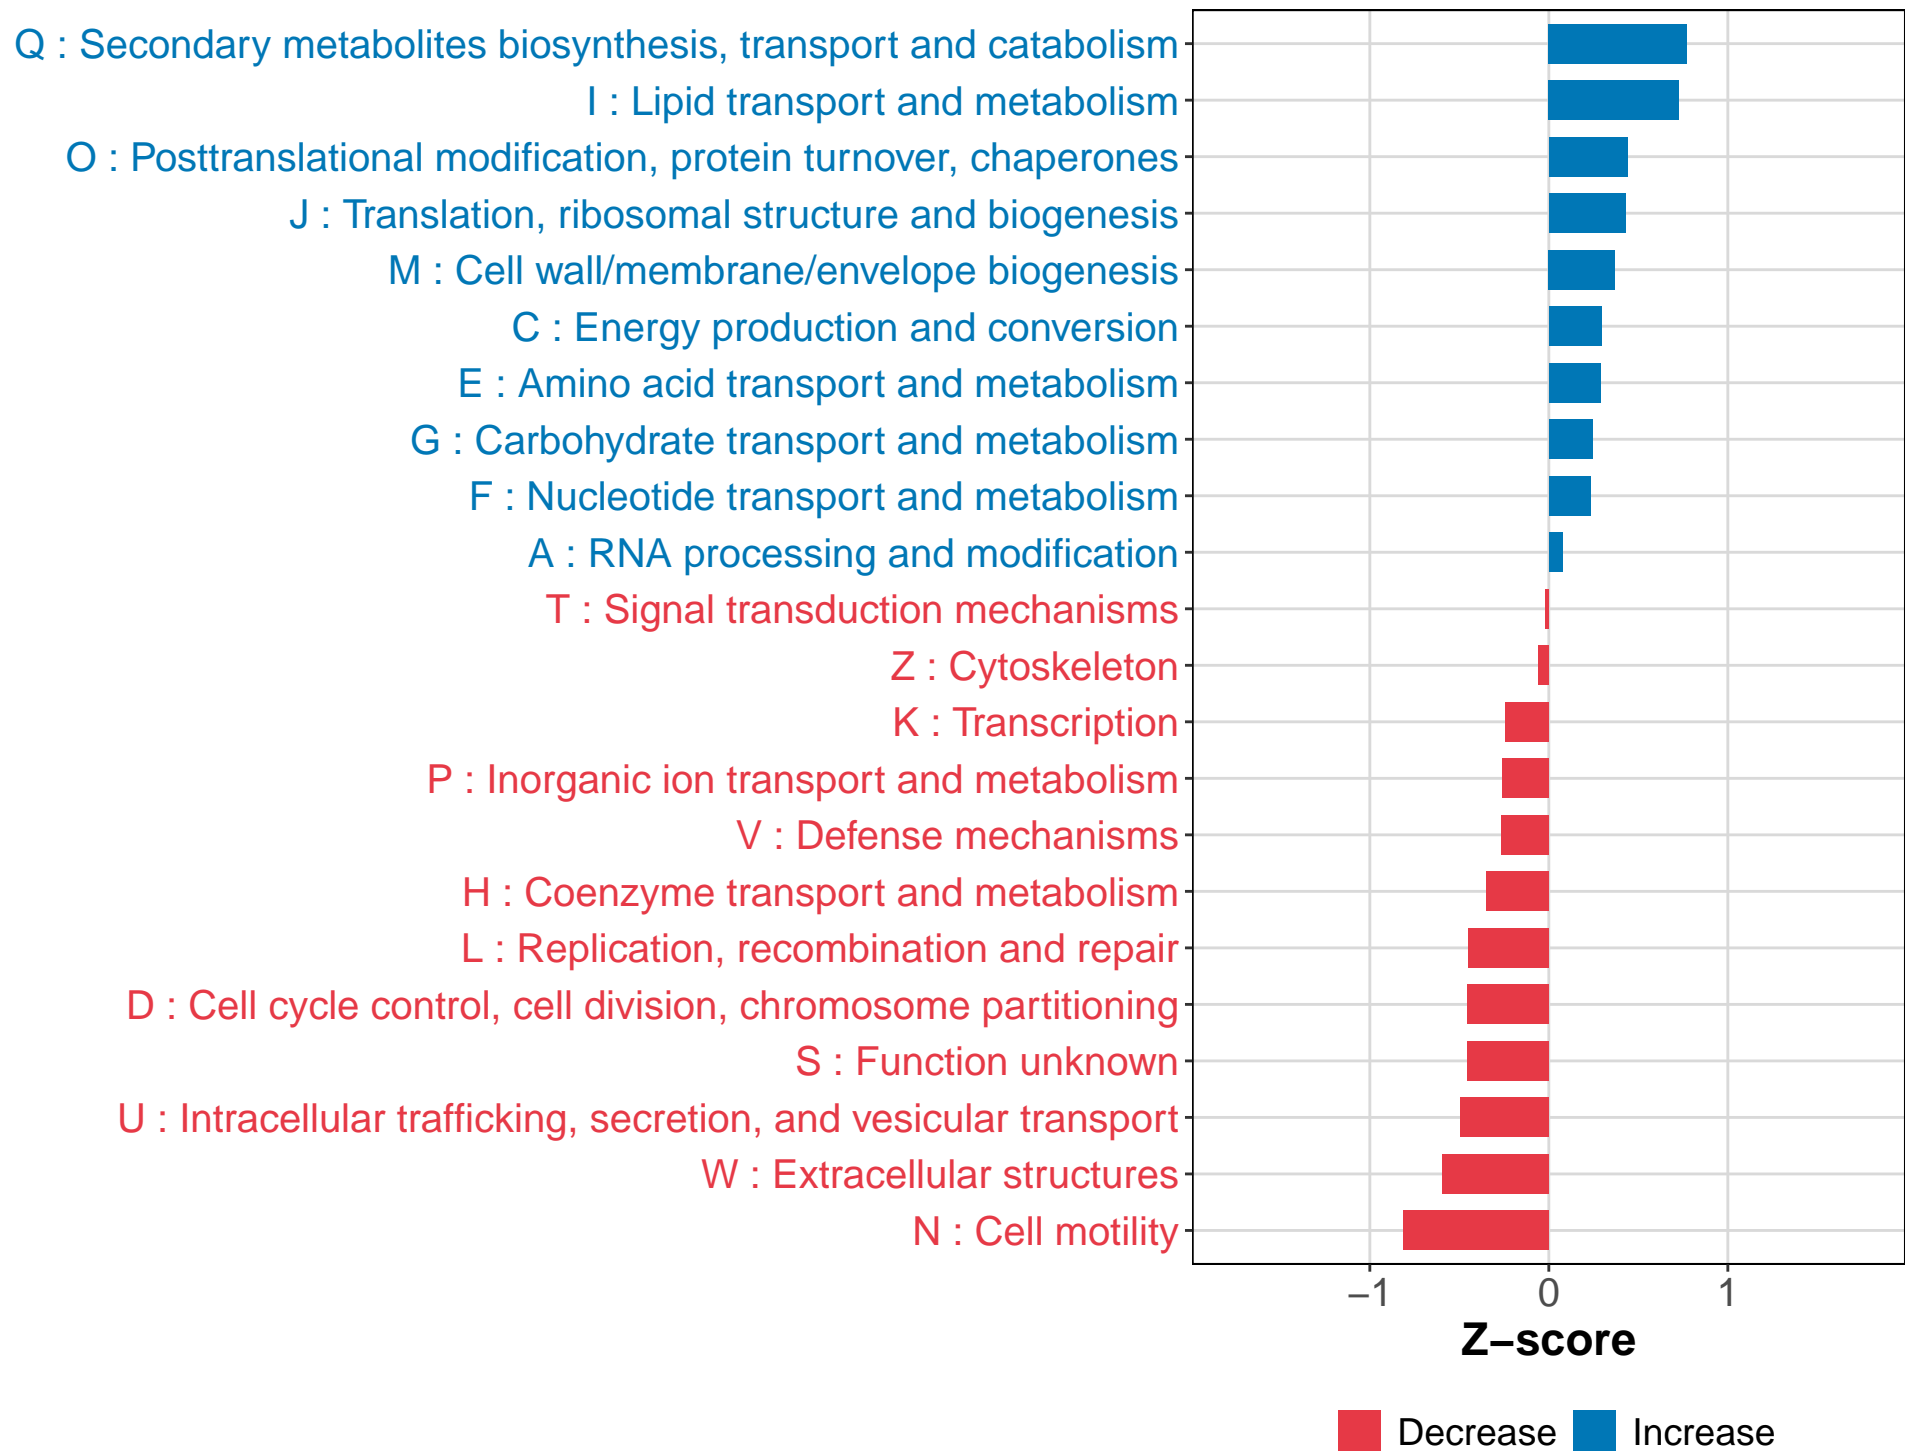 Q : Secondary metabolites biosynthesis, transport and catabolism
I : Lipid transport and metabolism
O : Posttranslational modification, protein turnover, chaperones
J : Translation, ribosomal structure and biogenesis
M : Cell wall/membrane/envelope biogenesis
C : Energy production and conversion
E : Amino acid transport and metabolism
G : Carbohydrate transport and metabolism
F : Nucleotide transport and metabolism
A : RNA processing and modification
T : Signal transduction mechanisms
Z : Cytoskeleton
K : Transcription
P : Inorganic ion transport and metabolism
V : Defense mechanisms
H : Coenzyme transport and metabolism
L : Replication, recombination and repair
D : Cell cycle control, cell division, chromosome partitioning
S : Function unknown
U : Intracellular trafficking, secretion, and vesicular transport
W : Extracellular structures
N : Cell motility
−1 0 1
Z−score
Decrease Increase